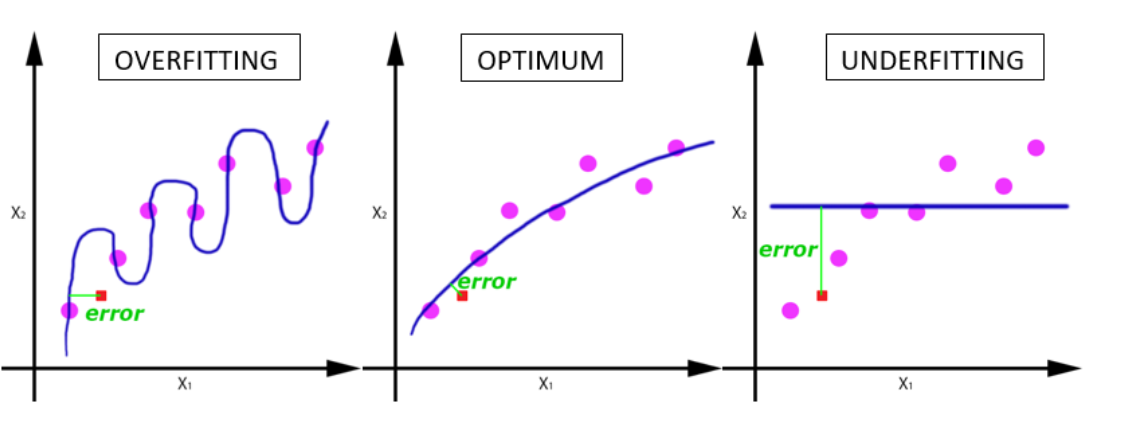 OVERFITTING
X₂
error
X₁
OPTIMUM
X₂
error
X₁
UNDERFITTING
X₂
error
X₁